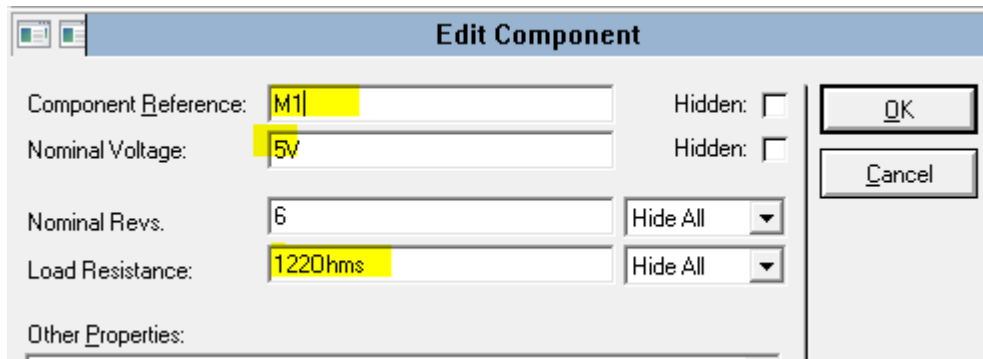 Edit Component
Component Reference: M1 Hidden: OK
Nominal Voltage: 5V Hidden:
Cancel
Nominal Revs. 6 Hide All
Load Resistance: 122Ohms Hide All
Other Properties: